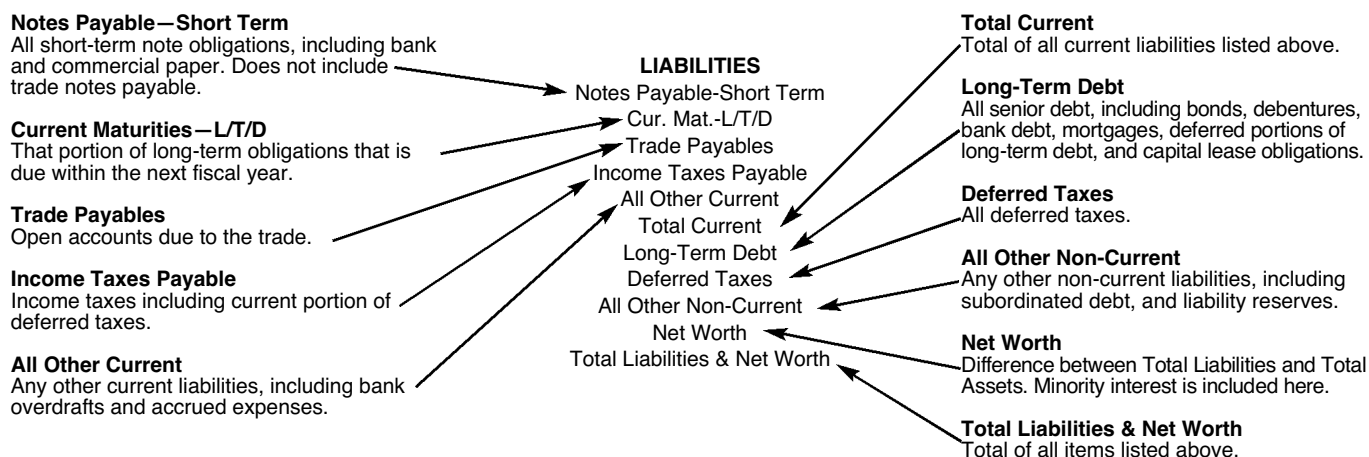 Notes Payable—Short Term
All short-term note obligations, including bank
and commercial paper. Does not include
trade notes payable.
Current Maturities—L/T/D
That portion of long-term obligations that is
due within the next fiscal year.
Trade Payables
Open accounts due to the trade.
Income Taxes Payable
Income taxes including current portion of
deferred taxes.
All Other Current
Any other current liabilities, including bank
overdrafts and accrued expenses.
LIABILITIES
Notes Payable-Short Term
Cur. Mat.-L/T/D
Trade Payables
Income Taxes Payable
All Other Current
Total Current
Long-Term Debt
Deferred Taxes
All Other Non-Current
Net Worth
Total Liabilities & Net Worth
Total Current
Total of all current liabilities listed above.
Long-Term Debt
All senior debt, including bonds, debentures,
bank debt, mortgages, deferred portions of
long-term debt, and capital lease obligations.
Deferred Taxes
All deferred taxes.
All Other Non-Current
Any other non-current liabilities, including
subordinated debt, and liability reserves.
Net Worth
Difference between Total Liabilities and Total
Assets. Minority interest is included here.
Total Liabilities & Net Worth
Total of all items listed above.